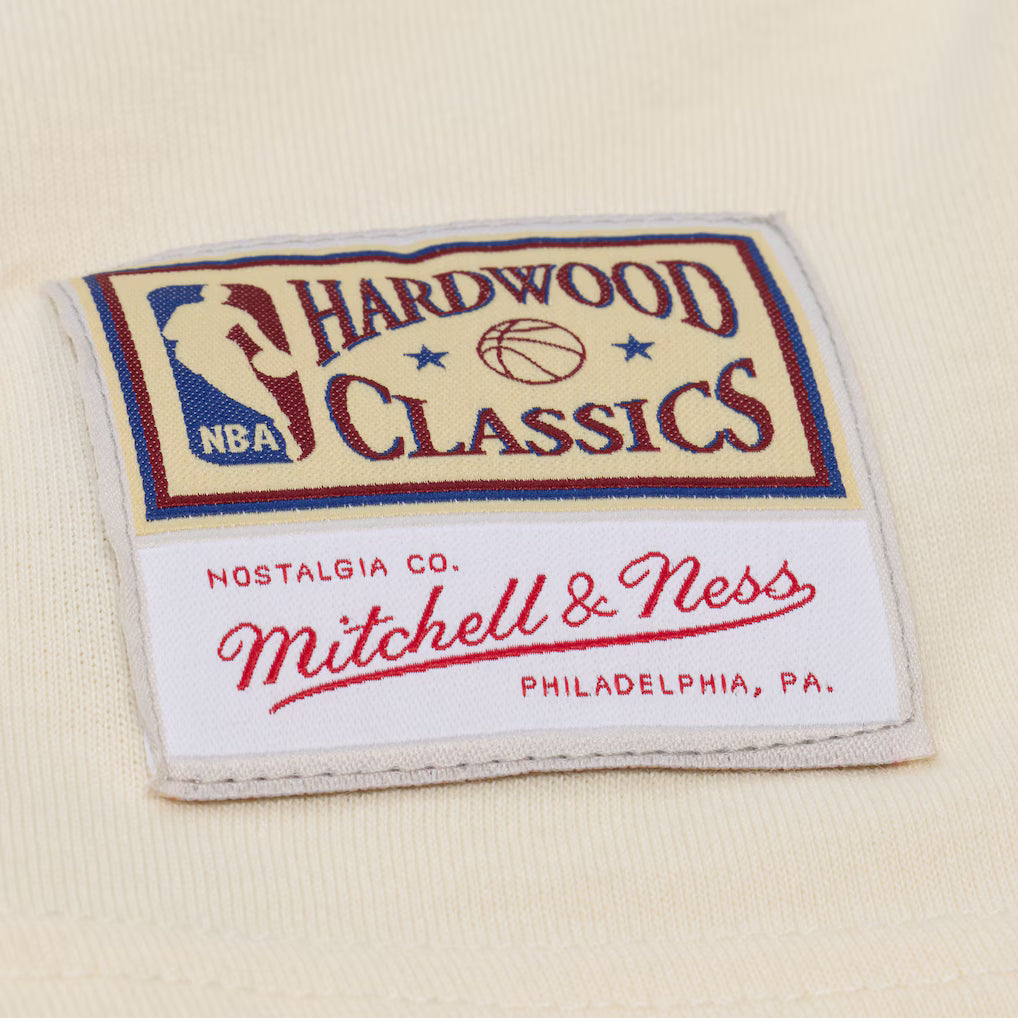 HARDWOOD
CLASSICS
NBA
NOSTALGIA CO.
Mitchell & Ness
PHILADELPHIA, PA.